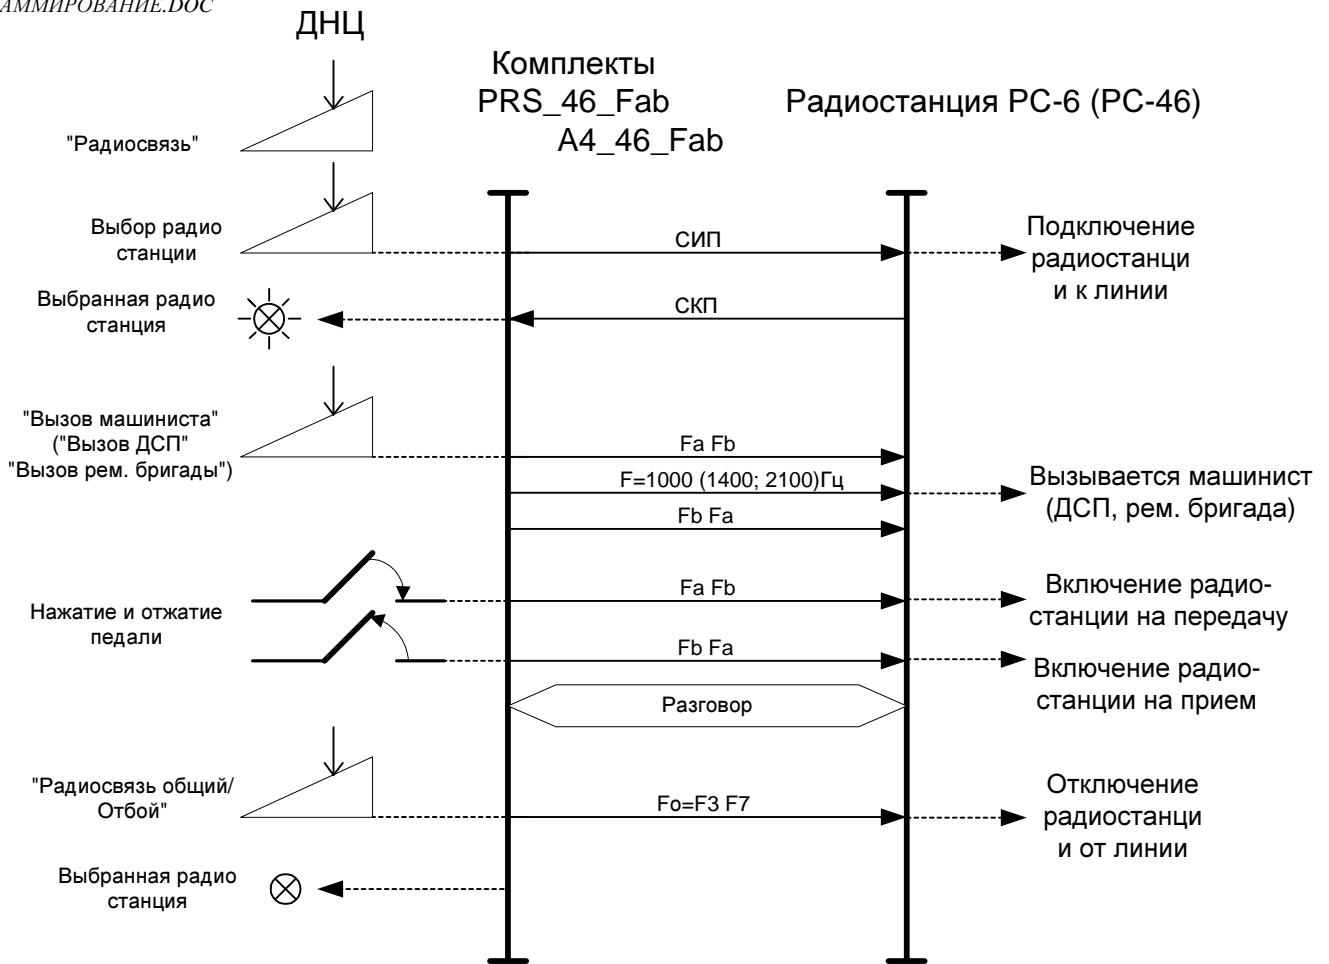 АММИРОВАНИЕ.DOC
ДНЦ
Комплекты
PRS_46_Fab
A4_46_Fab
Радиостанция РС-6 (РС-46)
"Радиосвязь"
Выбор радио
станции
СИП
Подключение
радиостанци
и к линии
Выбранная радио
станция
СКП
"Вызов машиниста"
("Вызов ДСП"
"Вызов рем. бригады")
Fa Fb
F=1000 (1400; 2100)Гц
Fb Fa
Вызывается машинист
(ДСП, рем. бригада)
Нажатие и отжатие
педали
Fa Fb
Включение радио-
станции на передачу
Fb Fa
Включение радио-
станции на прием
Разговор
"Радиосвязь общий/
Отбой"
Fo=F3 F7
Отключение
радиостанци
и от линии
Выбранная радио
станция